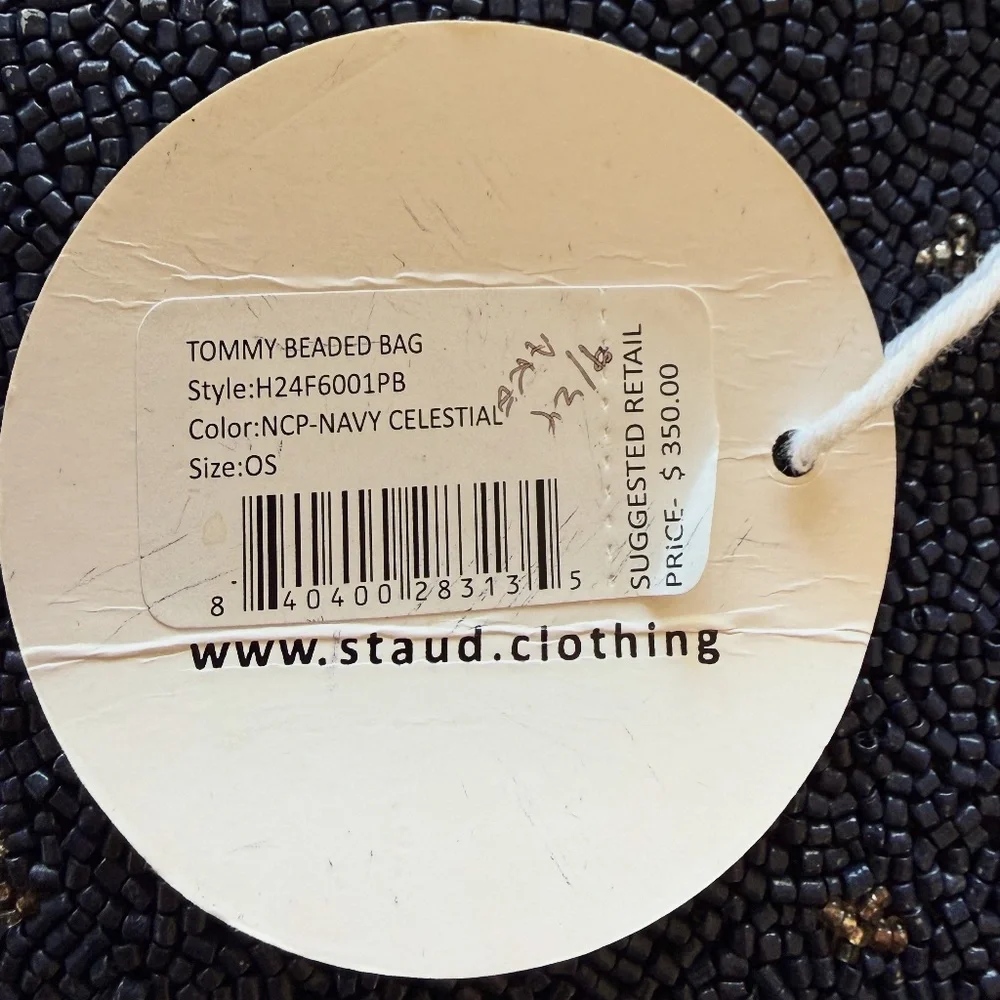 TOMMY BEADED BAG
Style:H24F6001PB
Color:NCP-NAVY CELESTIAL
Size:OS
8 40400 28313 5
SUGGESTED RETAIL
PRICE- $ 350.00
www.staud.clothing